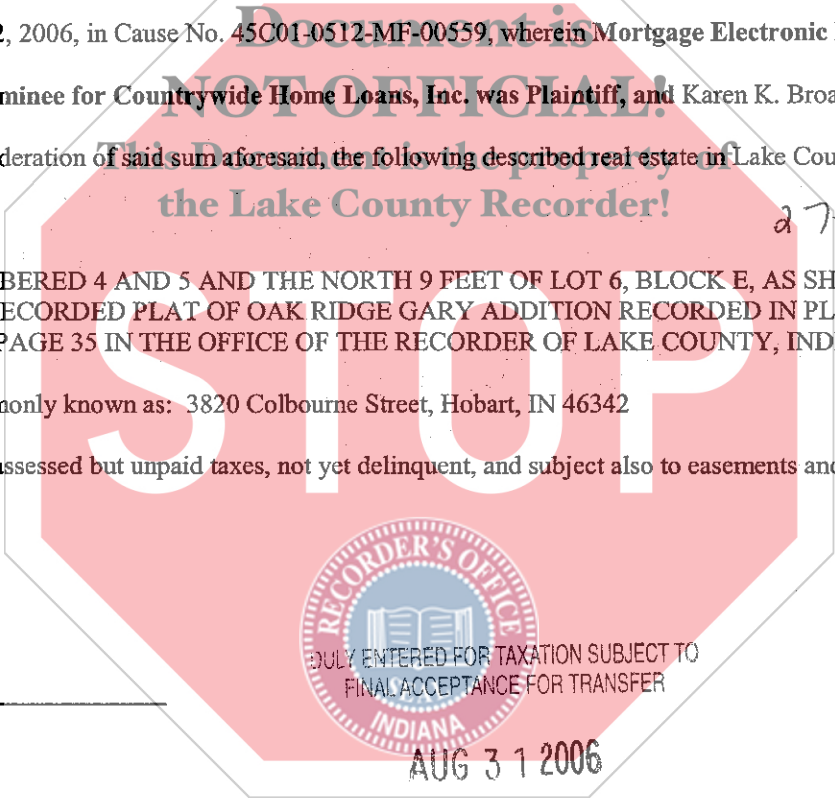 Document is
2, 2006, in Cause No. 45C01-0512-MF-00559, wherein Mortgage Electronic
NOT OFFICIAL!
minee for Countrywide Home Loans, Inc. was Plaintiff, and Karen K. Broa
This Document is the property of
deration of said sum aforesaid, the following described real estate in Lake Cou
the Lake County Recorder!
27
BERED 4 AND 5 AND THE NORTH 9 FEET OF LOT 6, BLOCK E, AS SH
ECORDED PLAT OF OAK RIDGE GARY ADDITION RECORDED IN PL
PAGE 35 IN THE OFFICE OF THE RECORDER OF LAKE COUNTY, IND
STOP
monly known as: 3820 Colbourne Street, Hobart, IN 46342
assessed but unpaid taxes, not yet delinquent, and subject also to easements and
RECORDER'S OFFICE
DULY ENTERED FOR TAXATION SUBJECT TO
FINAL ACCEPTANCE FOR TRANSFER
INDIANA
AUG 31 2006